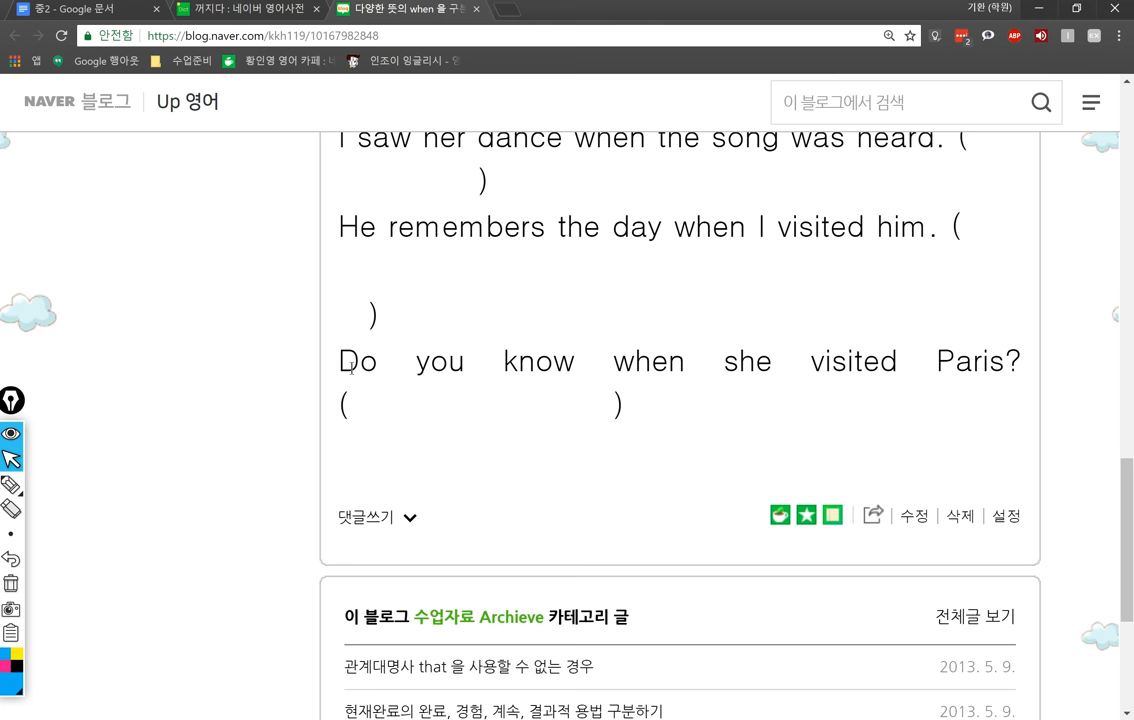 중2 - Google 문서
꺼지다 : 네이버 영어사전
다양한 뜻의 when 을 구분
기환 (학원)
안전함
https://blog.naver.com/kkh119/10167982848
2
ABP
앱
Google 행아웃
수업준비
황인영 영어 카페 : 네
인조이 잉글리시 - 영
NAVER 블로그
Up 영어
이 블로그에서 검색
I saw her dance when the song was heard. (
)
He remembers the day when I visited him. (
)
Do you know when she visited Paris?
( )
댓글쓰기
수정 삭제 설정
이 블로그 수업자료 Archieve 카테고리 글
전체글 보기
관계대명사 that 을 사용할 수 없는 경우
2013. 5. 9.
현재완료의 완료, 경험, 계속, 결과적 용법 구분하기
2013. 5. 9.